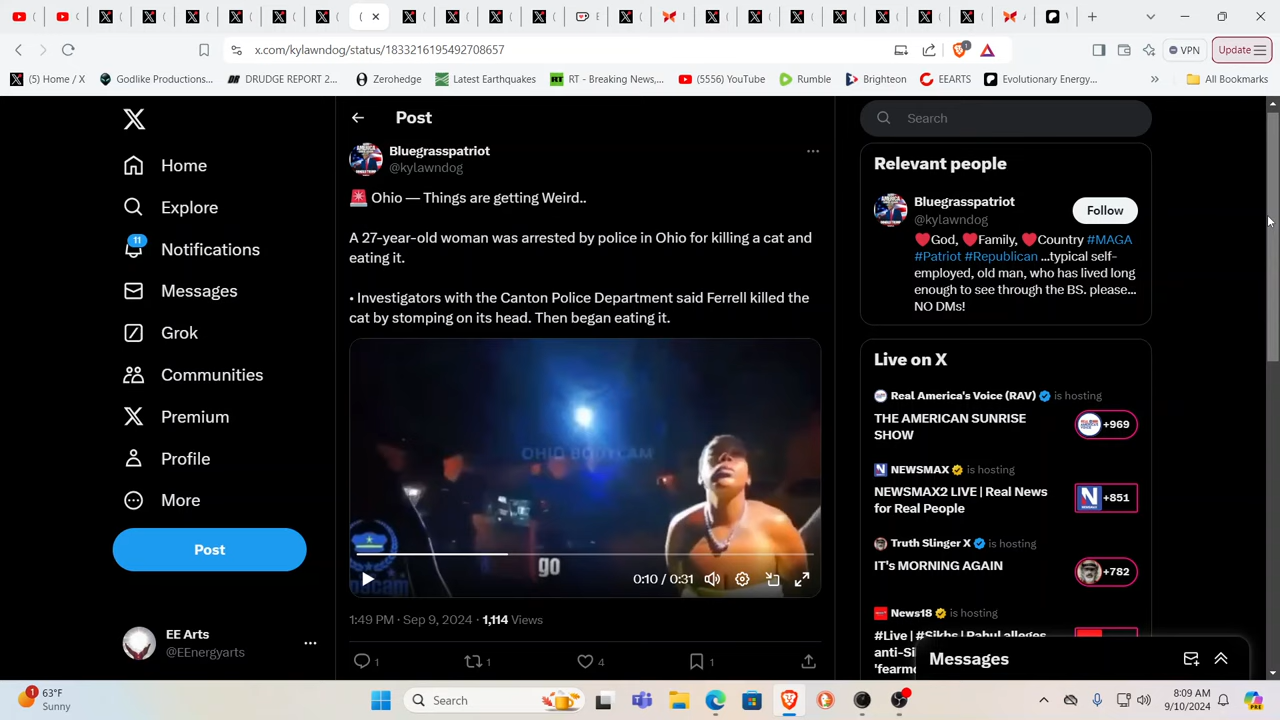 x.com/kylawndog/status/1833216195492708657
VPN
Update
(5) Home / X
Godlike Productions...
DRUDGE REPORT 2...
Zerohedge
Latest Earthquakes
RT - Breaking News,...
(5556) YouTube
Rumble
Brighteon
EEARTS
Evolutionary Energy...
All Bookmarks
Home
Explore
11
Notifications
Messages
Grok
Communities
Premium
Profile
More
Post
EE Arts
@EEnergyarts
Post
Bluegrasspatriot
@kylawndog
🚨 Ohio — Things are getting Weird..
A 27-year-old woman was arrested by police in Ohio for killing a cat and
eating it.
• Investigators with the Canton Police Department said Ferrell killed the
cat by stomping on its head. Then began eating it.
OHIO BODYCAM
go
0:10 / 0:31
1:49 PM · Sep 9, 2024 · 1,114 Views
1
1
4
1
Search
Relevant people
Bluegrasspatriot
@kylawndog
Follow
❤️God, ❤️Family, ❤️Country #MAGA
#Patriot #Republican ...typical self-
employed, old man, who has lived long
enough to see through the BS. please...
NO DMs!
Live on X
Real America's Voice (RAV) is hosting
THE AMERICAN SUNRISE
SHOW
+969
NEWSMAX is hosting
NEWSMAX2 LIVE | Real News
for Real People
+851
Truth Slinger X is hosting
IT's MORNING AGAIN
+782
News18 is hosting
#Live | #Sikhs | Rahul alleges
Messages
1
63°F
Sunny
Search
8:09 AM
9/10/2024